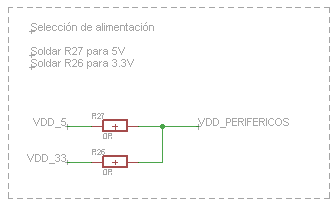 Selección de alimentación
Soldar R27 para 5V
Soldar R26 para 3.3V
R27
VDD_5
VDD_PERIFERICOS
0R
R26
VDD_33
0R